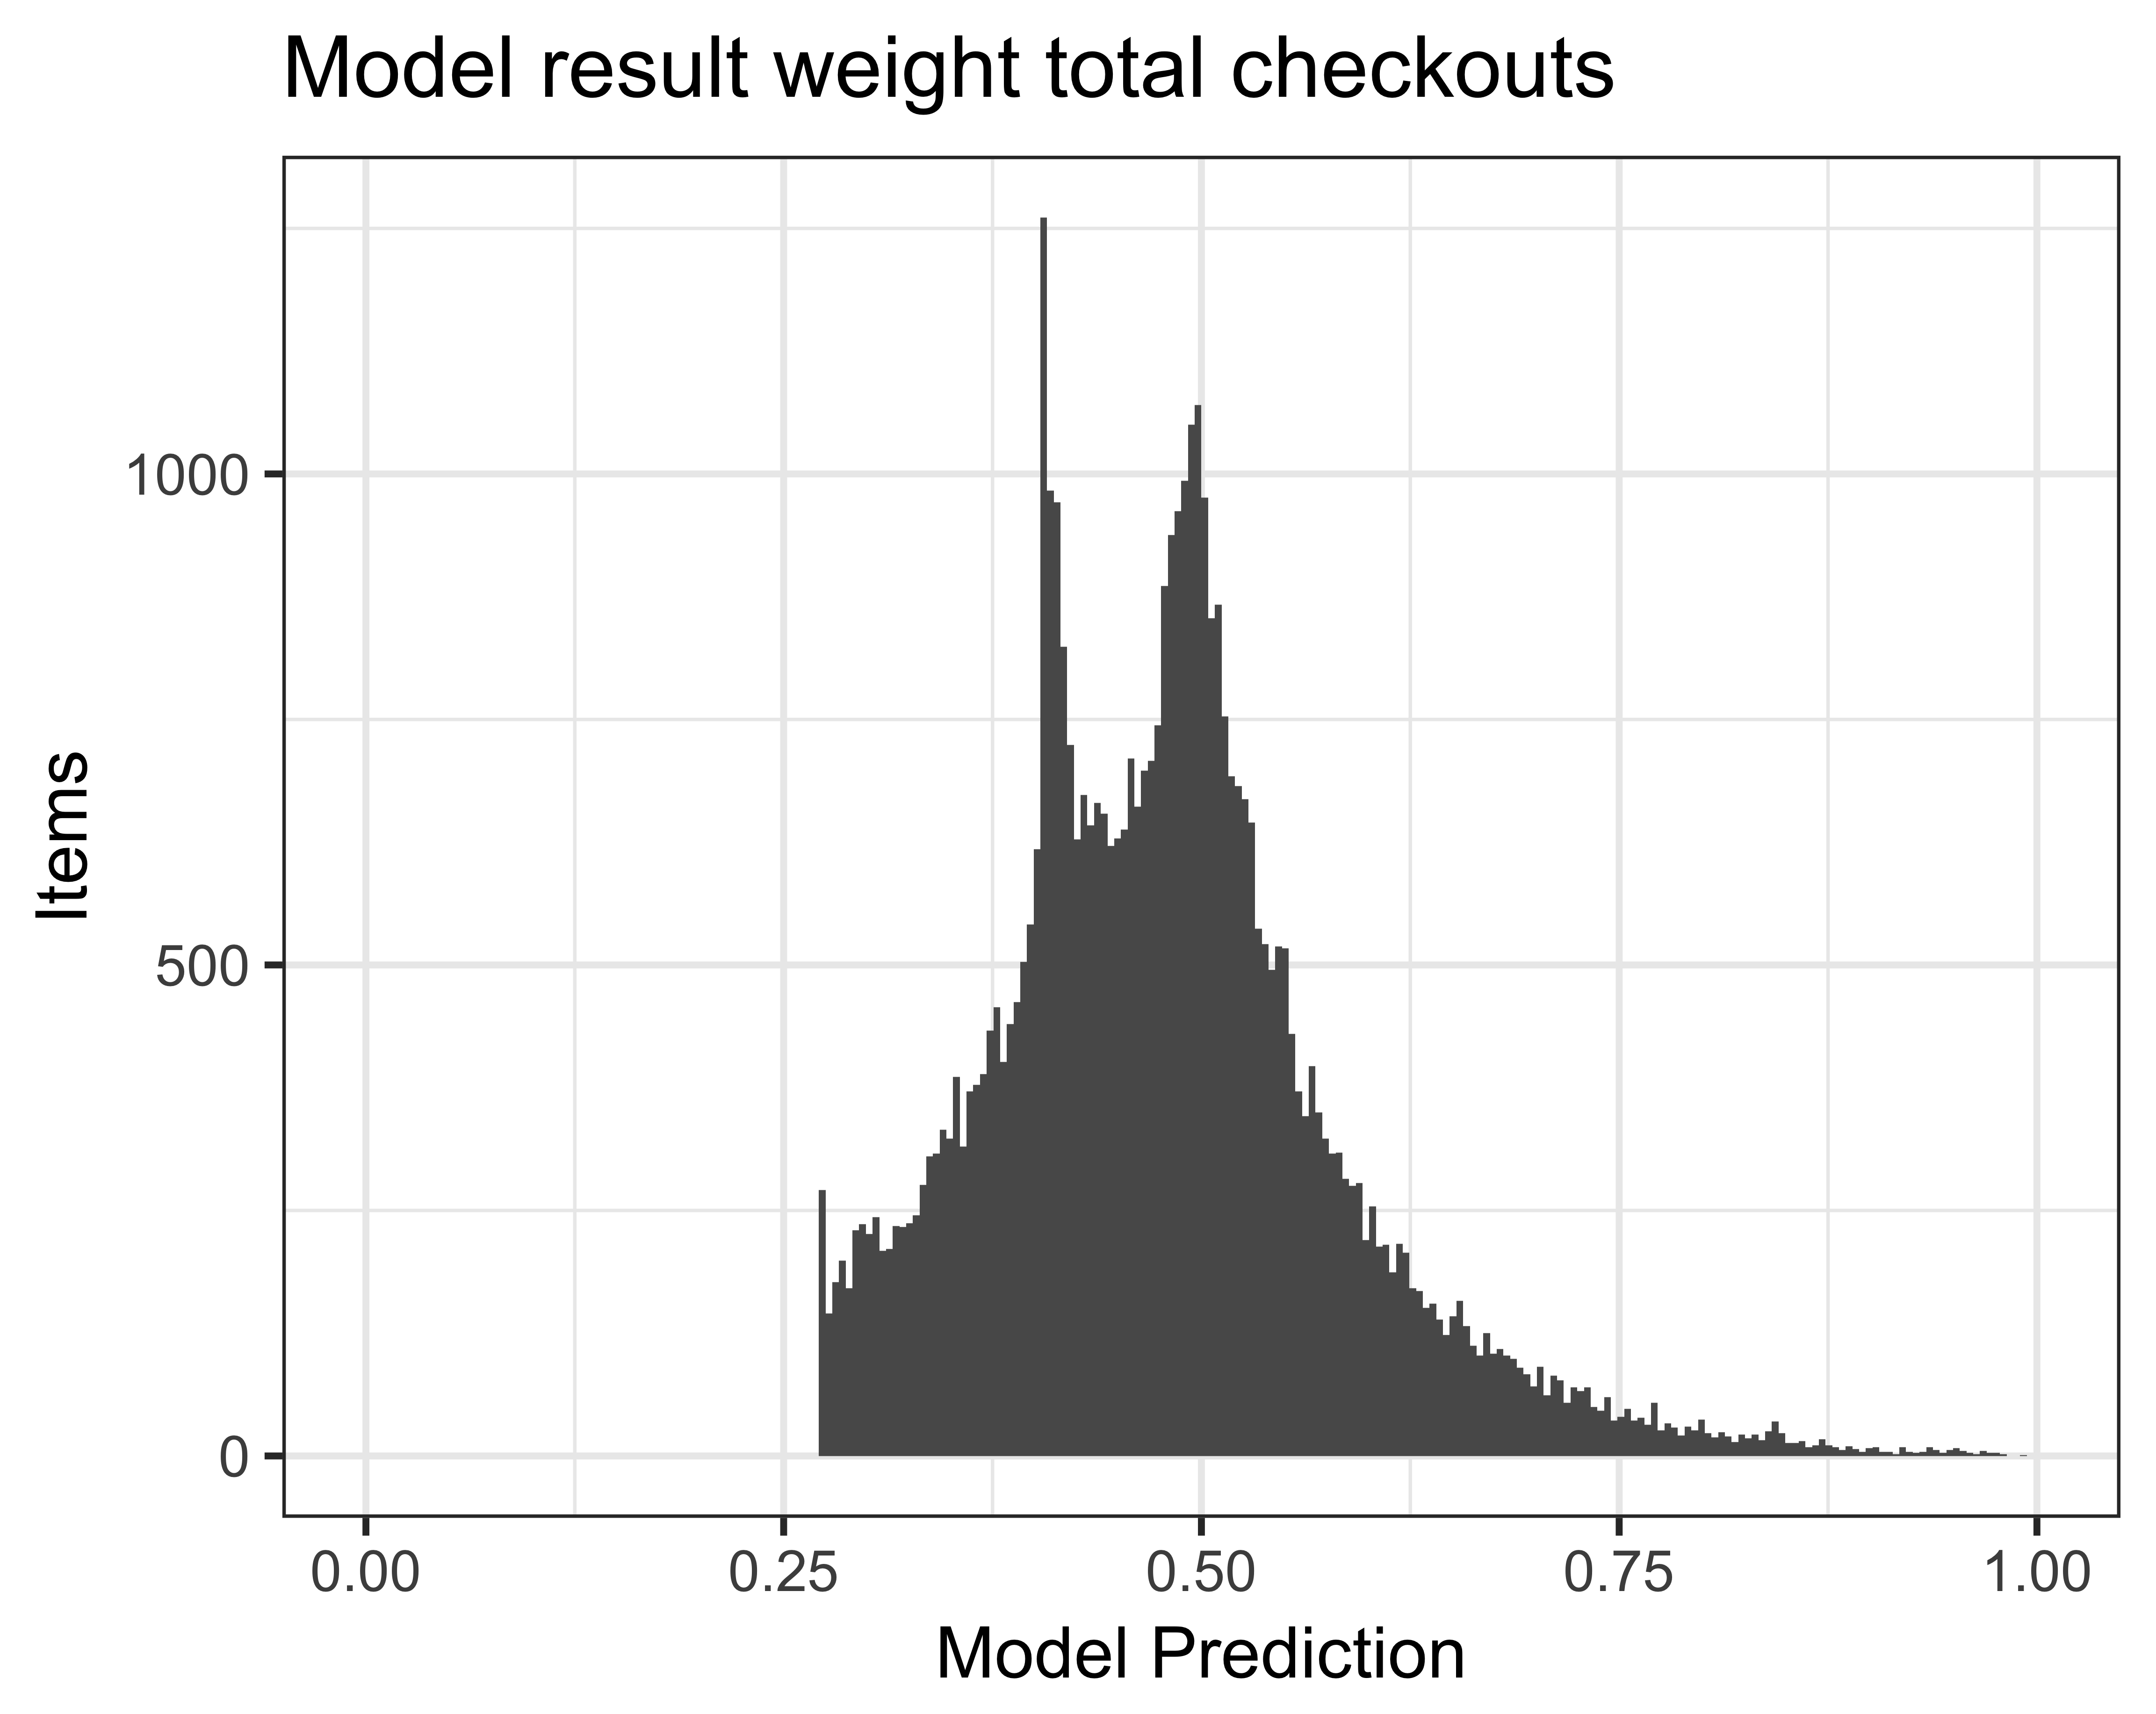 Model result weight total checkouts
Items
1000
500
0
0.00 0.25 0.50 0.75 1.00
Model Prediction